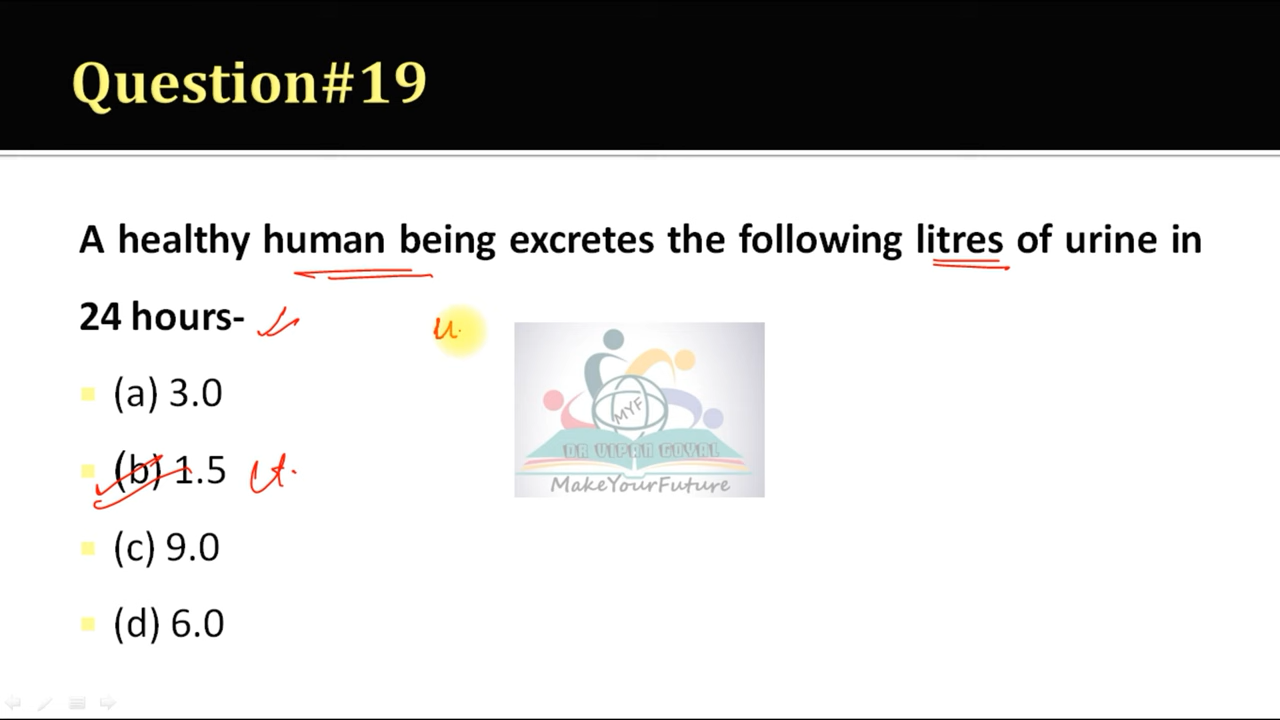 Question#19
A healthy human being excretes the following litres of urine in
24 hours-
(a) 3.0
(b) 1.5
(c) 9.0
(d) 6.0
MYF
DR VIPAN GOYAL
MakeYourFuture